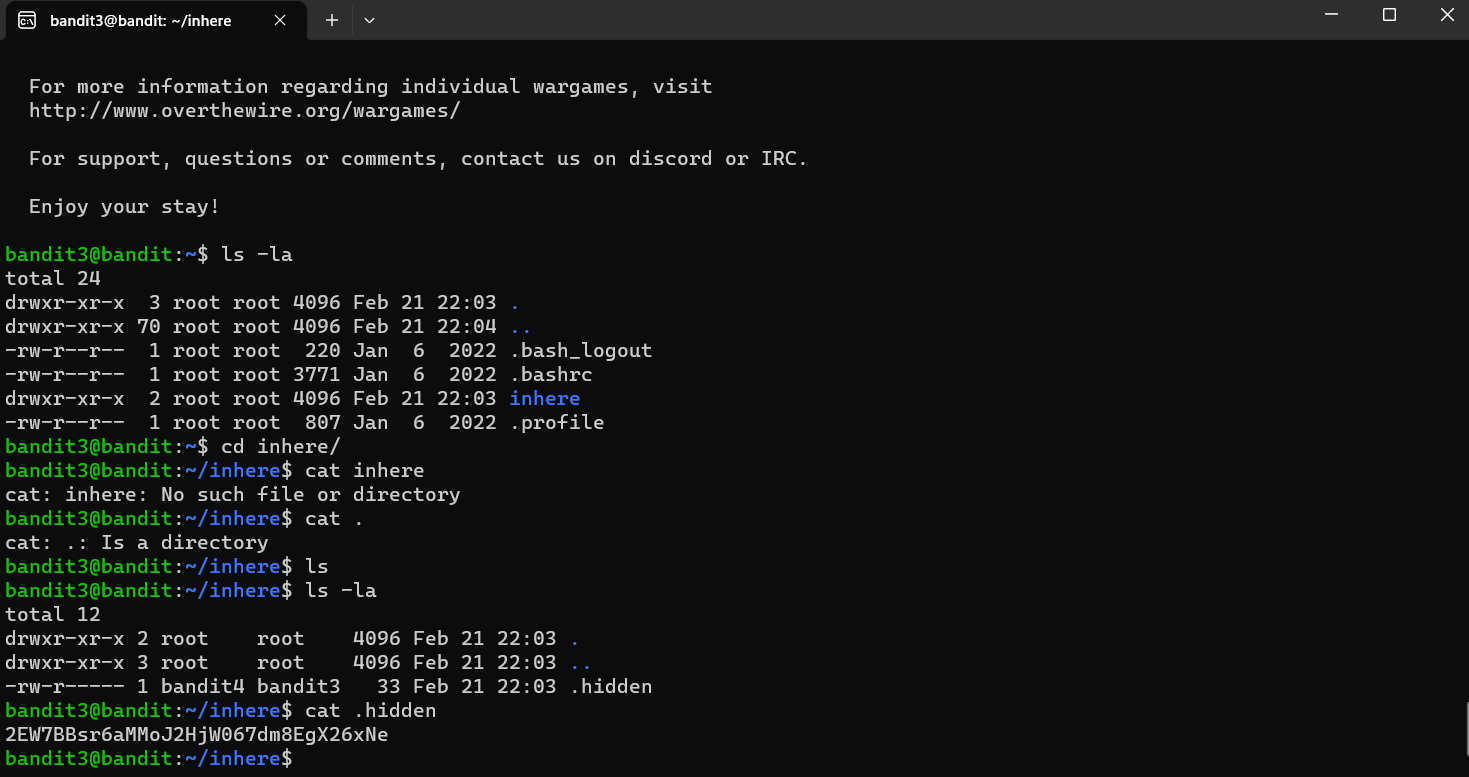 bandit3@bandit: ~/inhere
For more information regarding individual wargames, visit
http://www.overthewire.org/wargames/
For support, questions or comments, contact us on discord or IRC.
Enjoy your stay!
bandit3@bandit:~$ ls -la
total 24
drwxr-xr-x  3 root root 4096 Feb 21 22:03 .
drwxr-xr-x 70 root root 4096 Feb 21 22:04 ..
-rw-r--r--  1 root root  220 Jan  6  2022 .bash_logout
-rw-r--r--  1 root root 3771 Jan  6  2022 .bashrc
drwxr-xr-x  2 root root 4096 Feb 21 22:03 inhere
-rw-r--r--  1 root root  807 Jan  6  2022 .profile
bandit3@bandit:~$ cd inhere/
bandit3@bandit:~/inhere$ cat inhere
cat: inhere: No such file or directory
bandit3@bandit:~/inhere$ cat .
cat: .: Is a directory
bandit3@bandit:~/inhere$ ls
bandit3@bandit:~/inhere$ ls -la
total 12
drwxr-xr-x 2 root    root    4096 Feb 21 22:03 .
drwxr-xr-x 3 root    root    4096 Feb 21 22:03 ..
-rw-r----- 1 bandit4 bandit3   33 Feb 21 22:03 .hidden
bandit3@bandit:~/inhere$ cat .hidden
2EW7BBsr6aMMoJ2HjW067dm8EgX26xNe
bandit3@bandit:~/inhere$